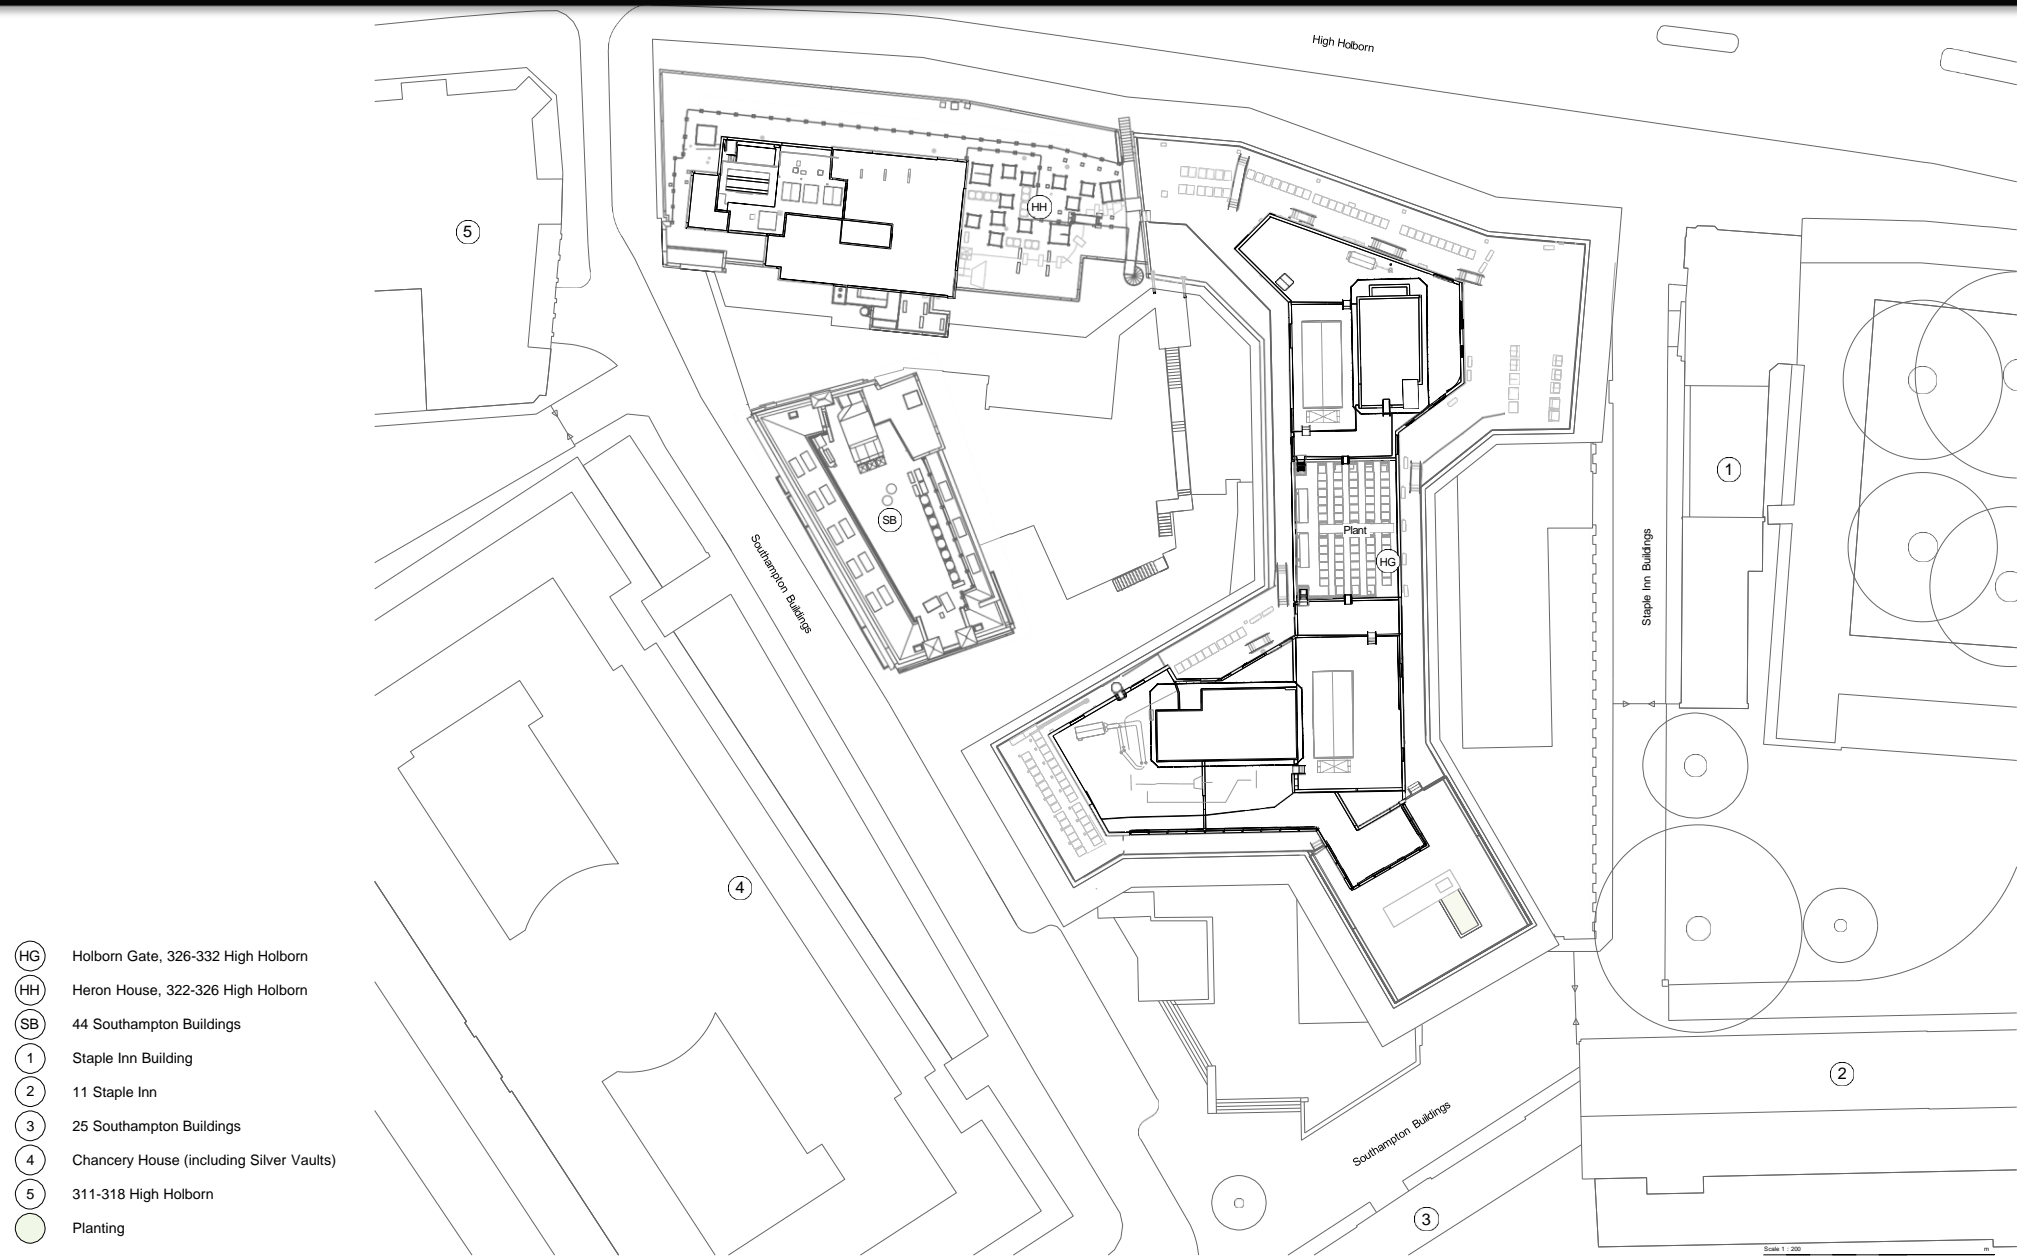 High Holborn
5
HH
1
SB
Plant
HG
Southampton Buildings
Staple Inn Buildings
4
2
Southampton Buildings
3
HG Holborn Gate, 326-332 High Holborn
HH Heron House, 322-326 High Holborn
SB 44 Southampton Buildings
1 Staple Inn Building
2 11 Staple Inn
3 25 Southampton Buildings
4 Chancery House (including Silver Vaults)
5 311-318 High Holborn
Planting
Scale 1 : 200 m